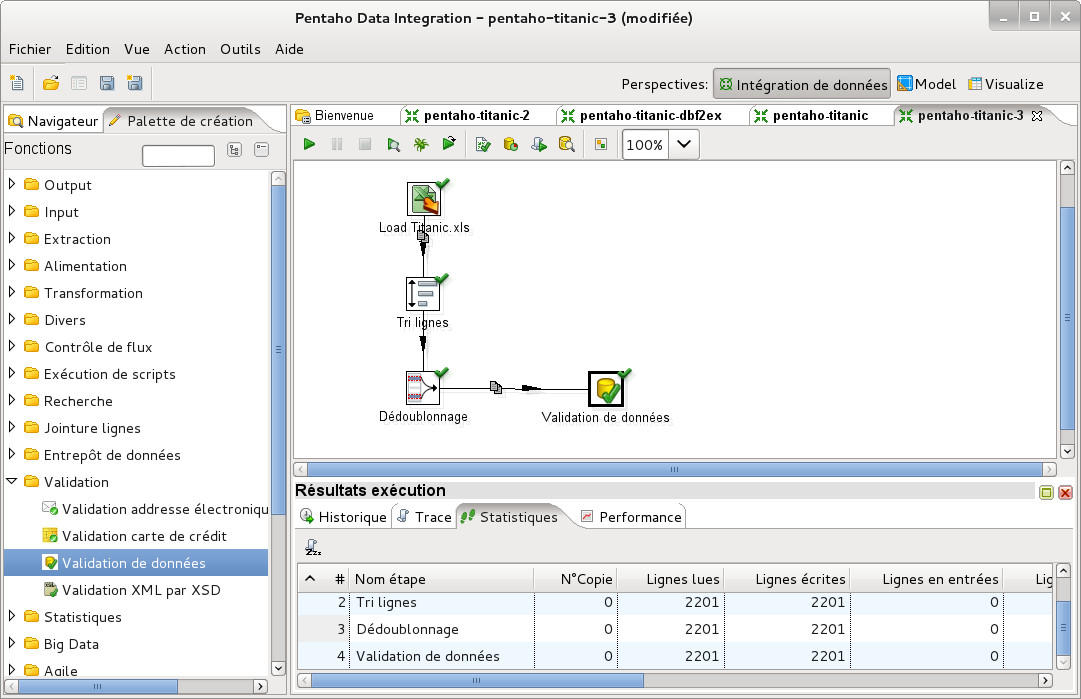 Pentaho Data Integration - pentaho-titanic-3 (modifiée)
Fichier Edition Vue Action Outils Aide
Perspectives: Intégration de données Model Visualize
Navigateur Palette de création
Bienvenue pentaho-titanic-2 pentaho-titanic-dbf2ex pentaho-titanic pentaho-titanic-3
Fonctions
100%
Output
Input
Extraction
Alimentation
Transformation
Divers
Contrôle de flux
Exécution de scripts
Recherche
Jointure lignes
Entrepôt de données
Validation
Validation addresse électroniqu
Validation carte de crédit
Validation de données
Validation XML par XSD
Statistiques
Big Data
Agile
Load Titanic.xls
Tri lignes
Dédoublonnage
Validation de données
Résultats exécution
Historique Trace Statistiques Performance
# Nom étape N°Copie Lignes lues Lignes écrites Lignes en entrées Lig
2 Tri lignes 0 2201 2201 0
3 Dédoublonnage 0 2201 2201 0
4 Validation de données 0 2201 2201 0